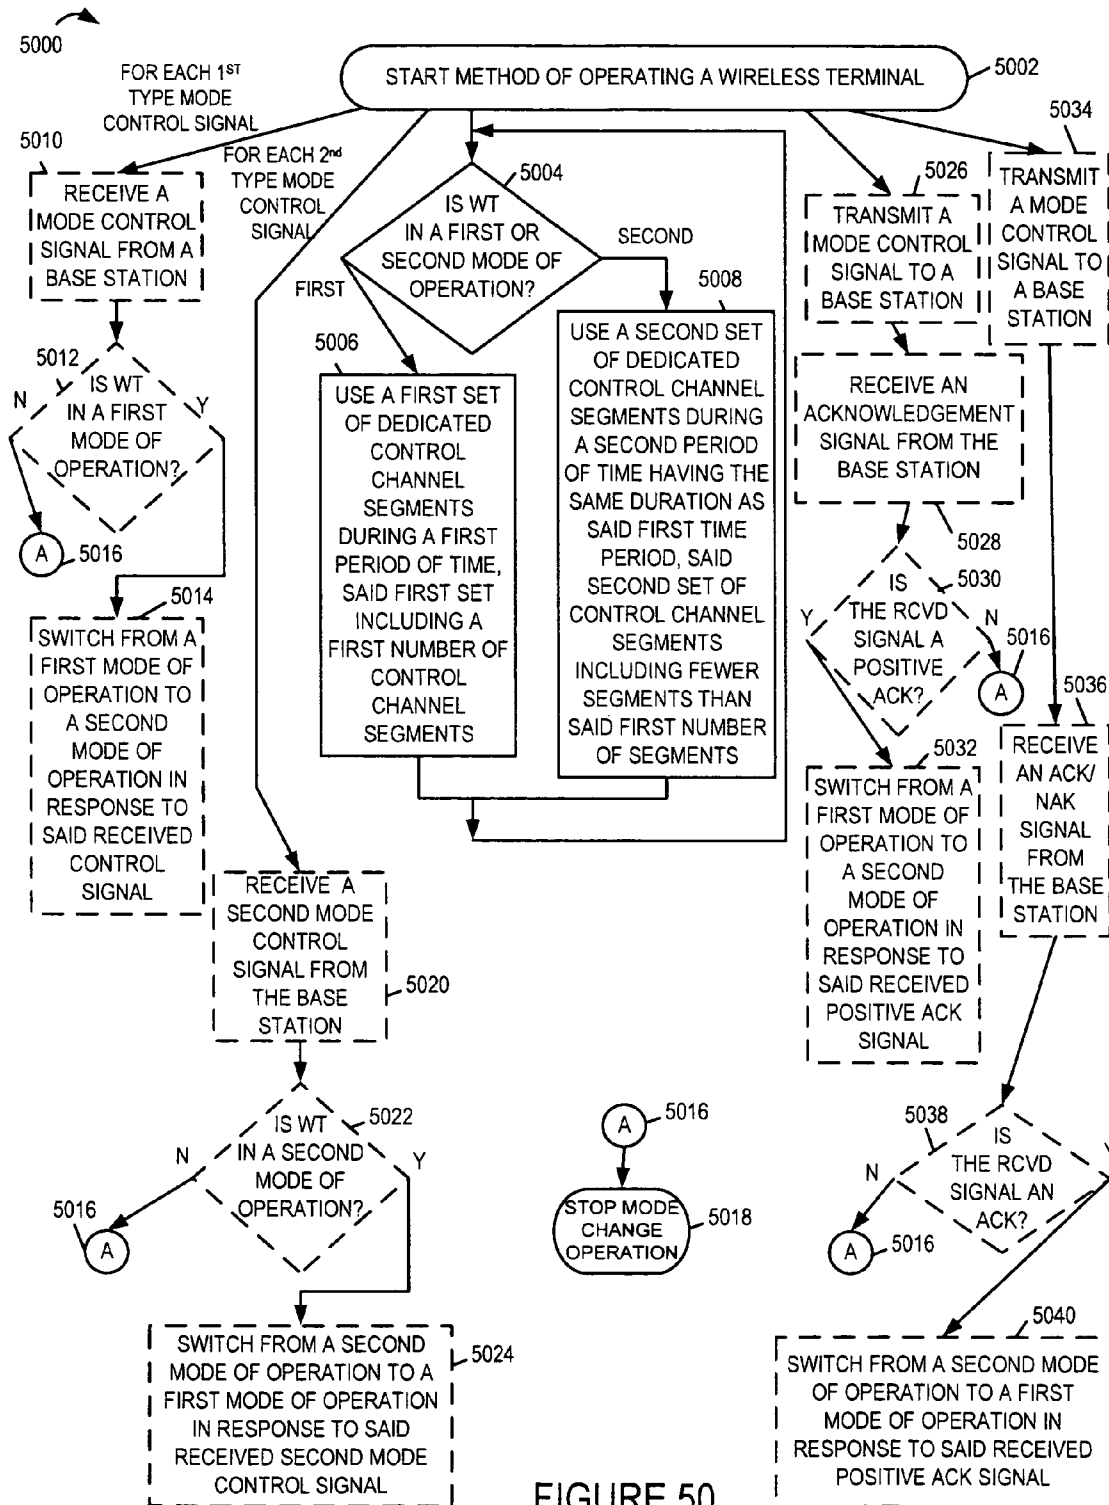 5000
START METHOD OF OPERATING A WIRELESS TERMINAL
5002
FOR EACH 1ST
TYPE MODE
CONTROL SIGNAL
5010
RECEIVE A
MODE CONTROL
SIGNAL FROM A
BASE STATION
5012
IS WT
IN A FIRST
MODE OF
OPERATION?
N
Y
A
5016
5014
SWITCH FROM A
FIRST MODE OF
OPERATION TO
A SECOND
MODE OF
OPERATION IN
RESPONSE TO
SAID RECEIVED
CONTROL
SIGNAL
FOR EACH 2nd
TYPE MODE
CONTROL
SIGNAL
RECEIVE A
SECOND MODE
CONTROL
SIGNAL FROM
THE BASE
STATION
5020
5022
IS WT
IN A SECOND
MODE OF
OPERATION?
N
Y
5016
A
SWITCH FROM A SECOND
MODE OF OPERATION TO A
FIRST MODE OF OPERATION
IN RESPONSE TO SAID
RECEIVED SECOND MODE
CONTROL SIGNAL
5024
5004
IS WT
IN A FIRST OR
SECOND MODE OF
OPERATION?
FIRST
SECOND
5006
USE A FIRST SET
OF DEDICATED
CONTROL
CHANNEL
SEGMENTS
DURING A FIRST
PERIOD OF TIME,
SAID FIRST SET
INCLUDING A
FIRST NUMBER OF
CONTROL
CHANNEL
SEGMENTS
5008
USE A SECOND SET
OF DEDICATED
CONTROL CHANNEL
SEGMENTS DURING
A SECOND PERIOD
OF TIME HAVING THE
SAME DURATION AS
SAID FIRST TIME
PERIOD, SAID
SECOND SET OF
CONTROL CHANNEL
SEGMENTS
INCLUDING FEWER
SEGMENTS THAN
SAID FIRST NUMBER
OF SEGMENTS
A
5016
STOP MODE
CHANGE
OPERATION
5018
5026
TRANSMIT A
MODE CONTROL
SIGNAL TO A
BASE STATION
RECEIVE AN
ACKNOWLEDGEMENT
SIGNAL FROM THE
BASE STATION
5028
5030
IS
THE RCVD
SIGNAL A
POSITIVE
ACK?
Y
N
5016
A
5032
SWITCH FROM A
FIRST MODE OF
OPERATION TO
A SECOND
MODE OF
OPERATION IN
RESPONSE TO
SAID RECEIVED
POSITIVE ACK
SIGNAL
5034
TRANSMIT
A MODE
CONTROL
SIGNAL TO
A BASE
STATION
5036
RECEIVE
AN ACK/
NAK
SIGNAL
FROM
THE BASE
STATION
5038
IS
THE RCVD
SIGNAL AN
ACK?
N
Y
A
5016
5040
SWITCH FROM A SECOND MODE
OF OPERATION TO A FIRST
MODE OF OPERATION IN
RESPONSE TO SAID RECEIVED
POSITIVE ACK SIGNAL
FIGURE 50